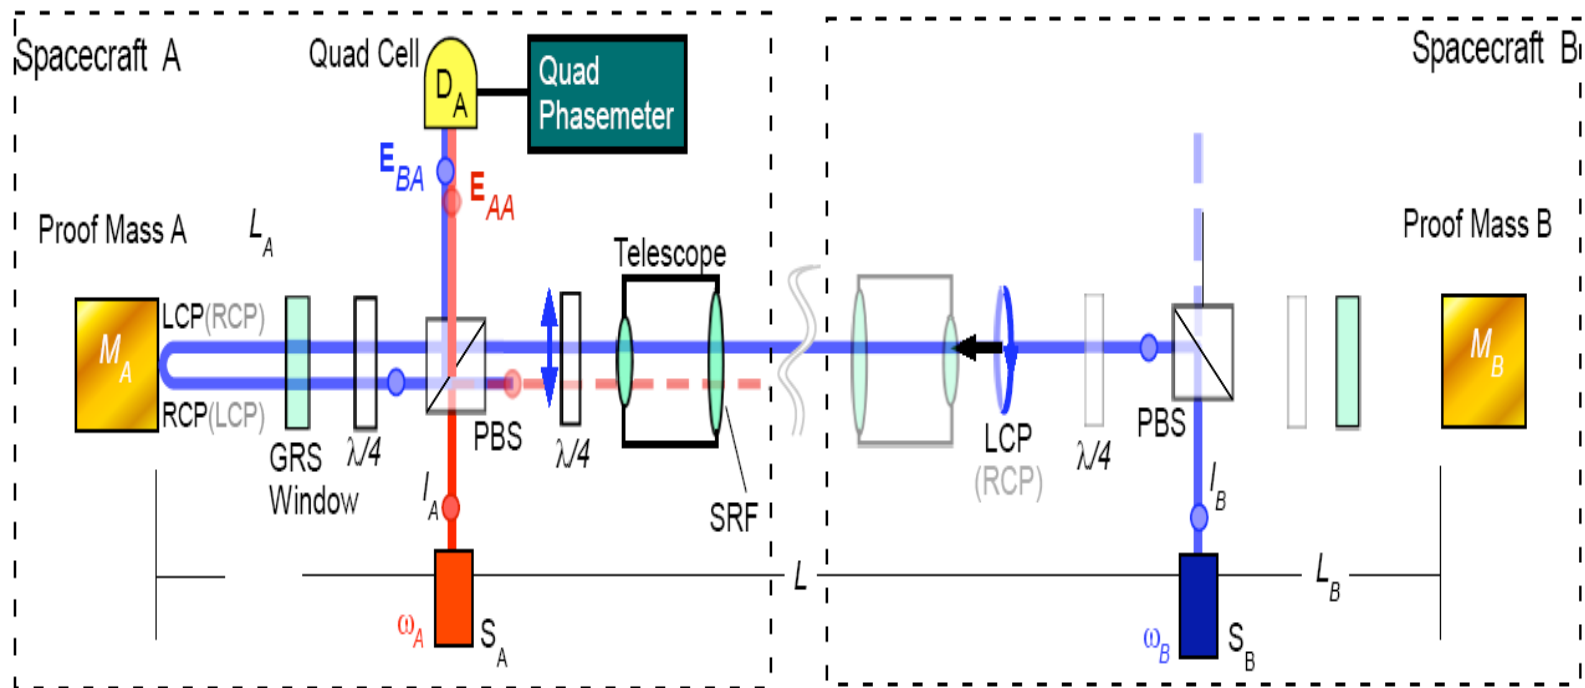 Spacecraft A
Quad Cell
D_A
Quad
Phasemeter
Spacecraft B
E_BA
E_AA
Proof Mass A
L_A
Telescope
Proof Mass B
LCP(RCP)
M_A
M_B
RCP(LCP)
GRS
Window
λ/4
PBS
λ/4
I_A
SRF
LCP
(RCP)
λ/4
PBS
I_B
L
L_B
ω_A
S_A
ω_B
S_B